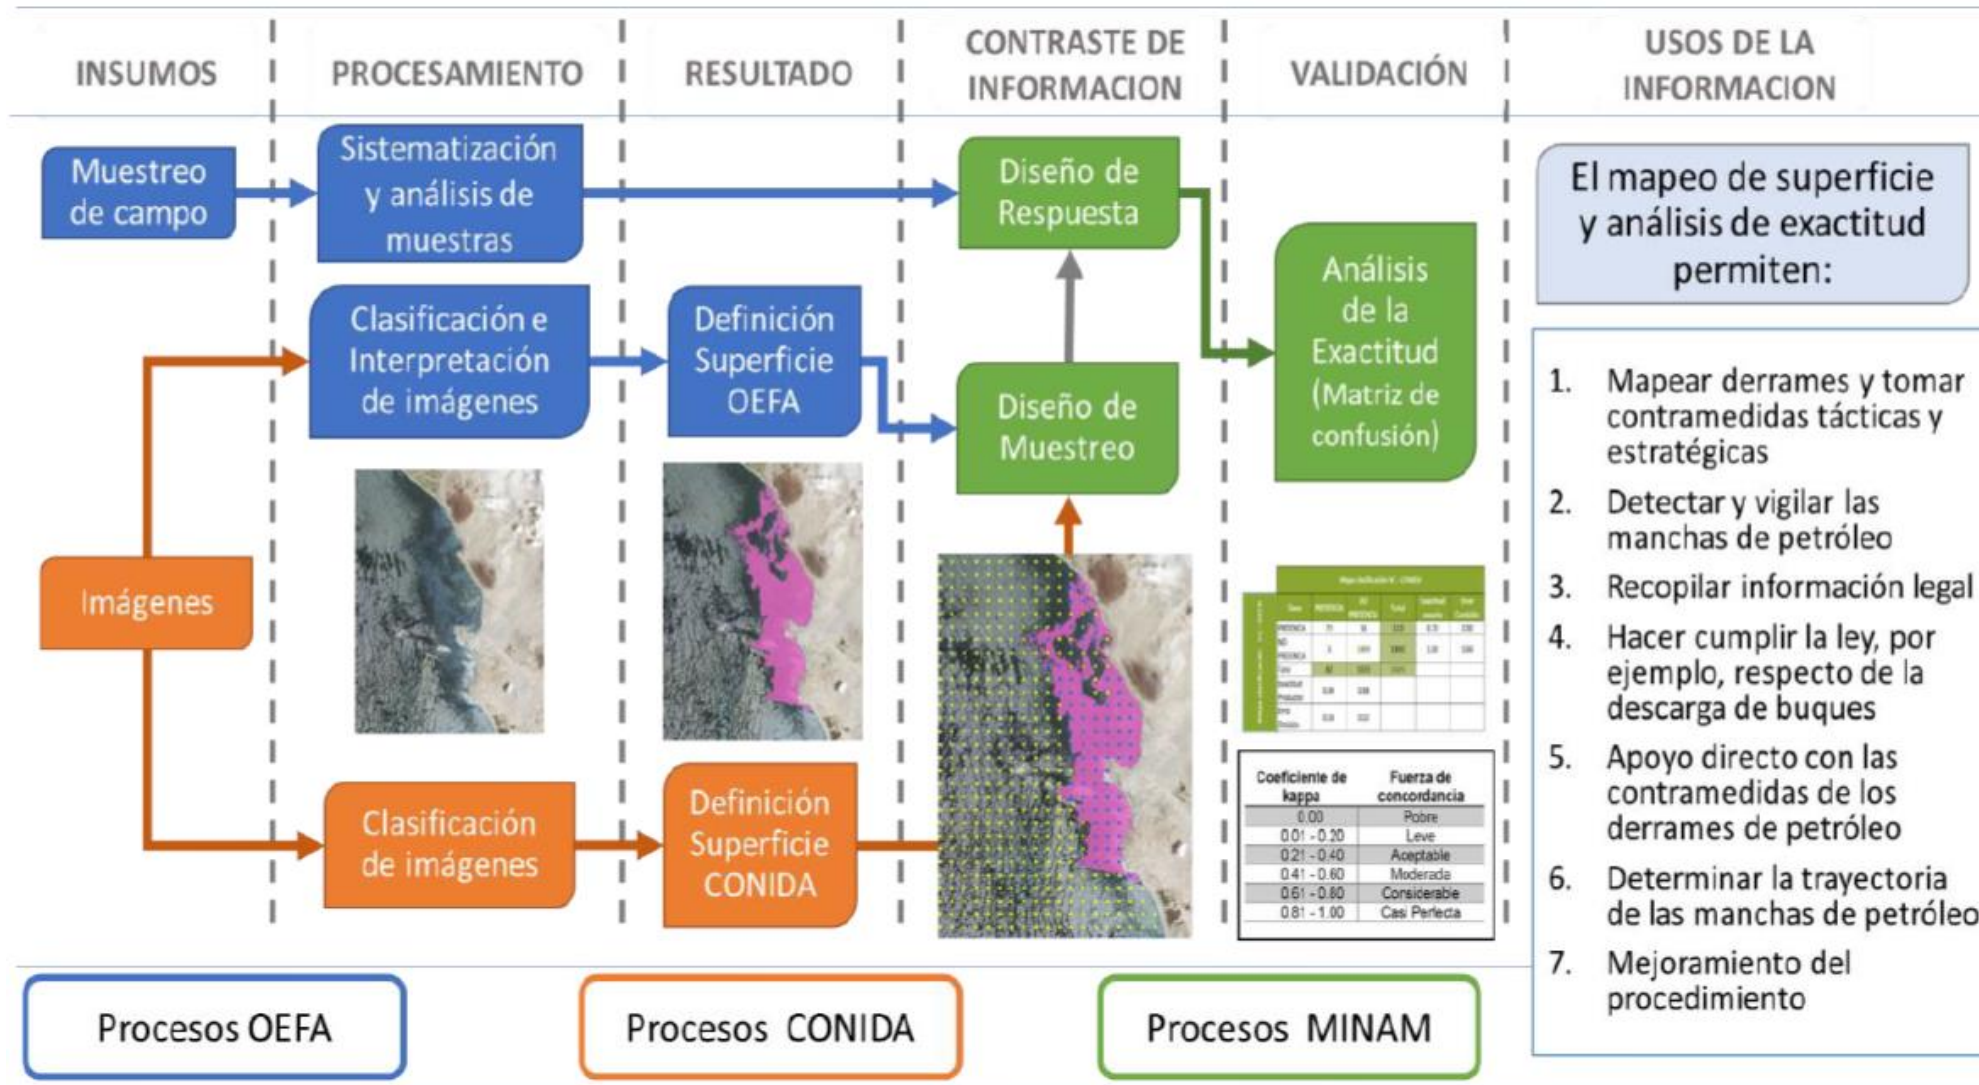 INSUMOS
PROCESAMIENTO
RESULTADO
CONTRASTE DE
INFORMACION
VALIDACIÓN
USOS DE LA
INFORMACION
Muestreo
de campo
Sistematización
y análisis de
muestras
Diseño de
Respuesta
Clasificación e
Interpretación
de imágenes
Definición
Superficie
OEFA
Diseño de
Muestreo
Análisis
de la
Exactitud
(Matriz de
confusión)
Imágenes
Clasificación
de imágenes
Definición
Superficie
CONIDA
PRESENCIA
Total
Coeficiente de
kappa
Fuerza de
concordancia
0.00 Pobre
0.01 - 0.20 Leve
0.21 - 0.40 Aceptable
0.41 - 0.60 Moderada
0.61 - 0.80 Considerable
0.81 - 1.00 Casi Perfecta
El mapeo de superficie
y análisis de exactitud
permiten:
1. Mapear derrames y tomar
contramedidas tácticas y
estratégicas
2. Detectar y vigilar las
manchas de petróleo
3. Recopilar información legal
4. Hacer cumplir la ley, por
ejemplo, respecto de la
descarga de buques
5. Apoyo directo con las
contramedidas de los
derrames de petróleo
6. Determinar la trayectoria
de las manchas de petróleo
7. Mejoramiento del
procedimiento
Procesos OEFA
Procesos CONIDA
Procesos MINAM